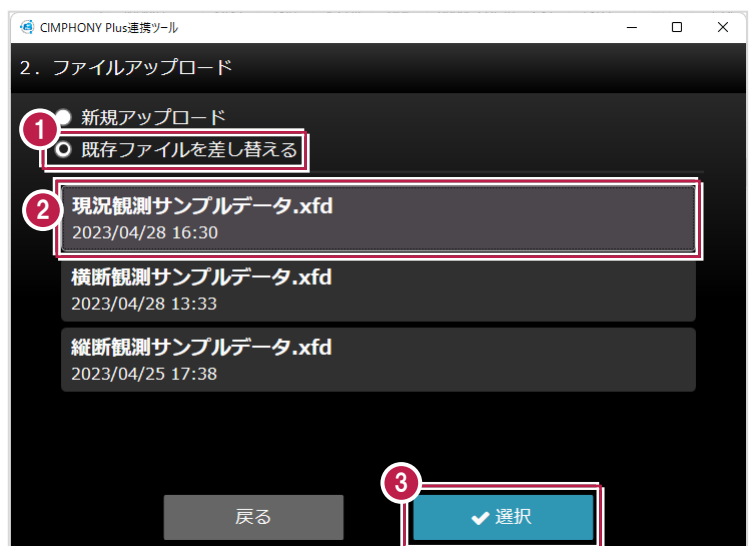 CIMPHONY Plus連携ツール
2．ファイルアップロード
新規アップロード
1
既存ファイルを差し替える
2
現況観測サンプルデータ.xfd
2023/04/28 16:30
横断観測サンプルデータ.xfd
2023/04/28 13:33
縦断観測サンプルデータ.xfd
2023/04/25 17:38
3
戻る
選択